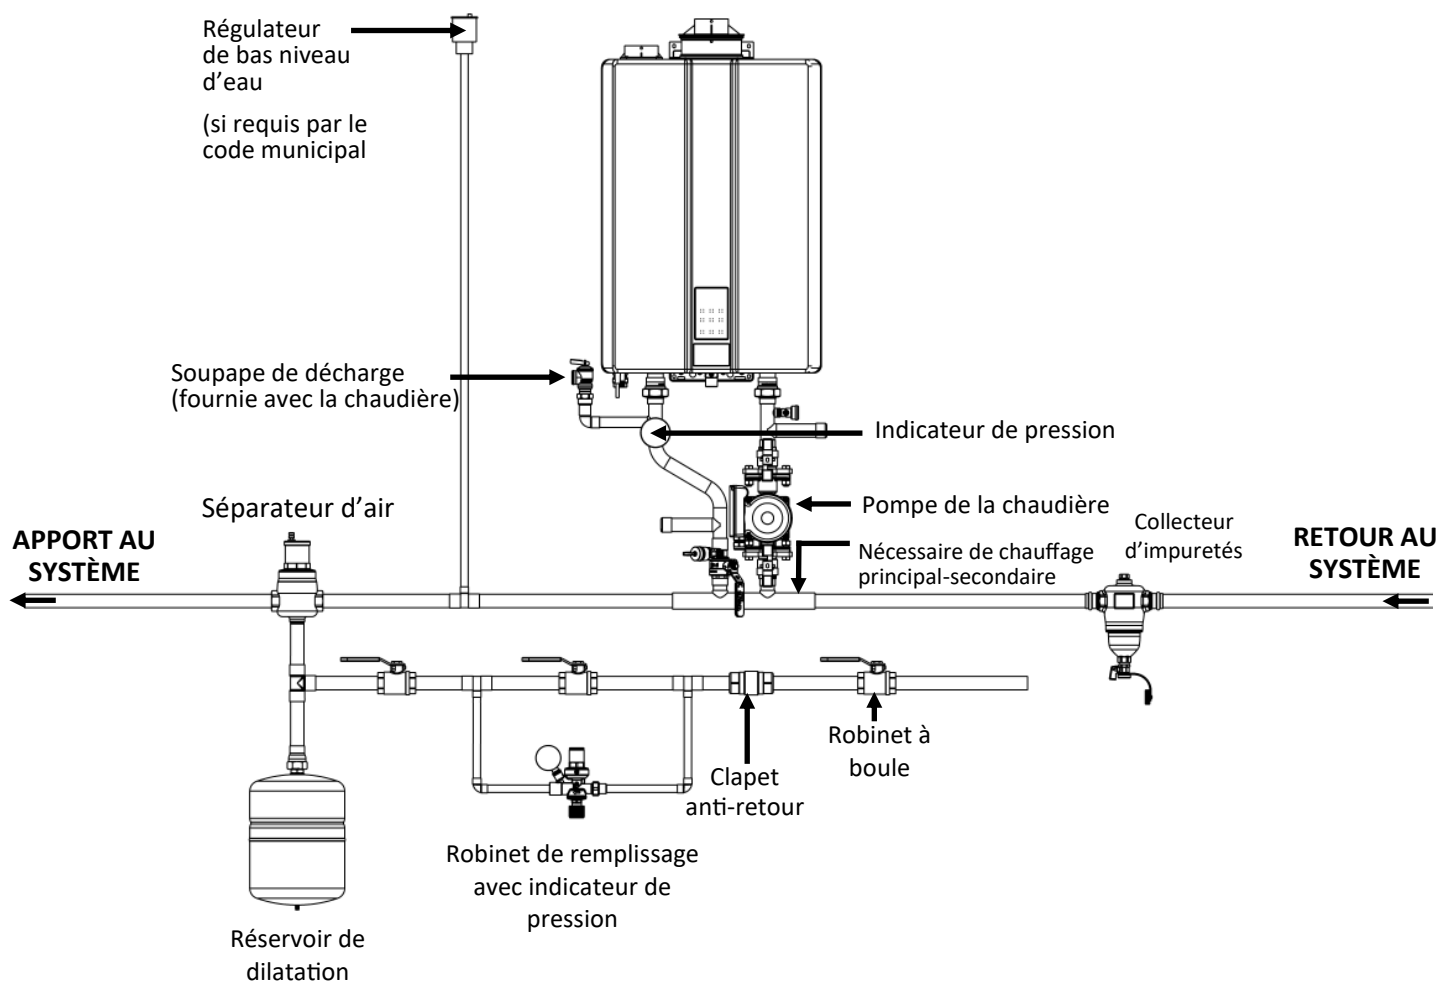 Régulateur
de bas niveau
d’eau
(si requis par le
code municipal
Soupape de décharge
(fournie avec la chaudière)
Indicateur de pression
Séparateur d’air
Pompe de la chaudière
Collecteur
d’impuretés
APPORT AU
SYSTÈME
Nécessaire de chauffage
principal-secondaire
RETOUR AU
SYSTÈME
Robinet à
boule
Clapet
anti-retour
Robinet de remplissage
avec indicateur de
pression
Réservoir de
dilatation